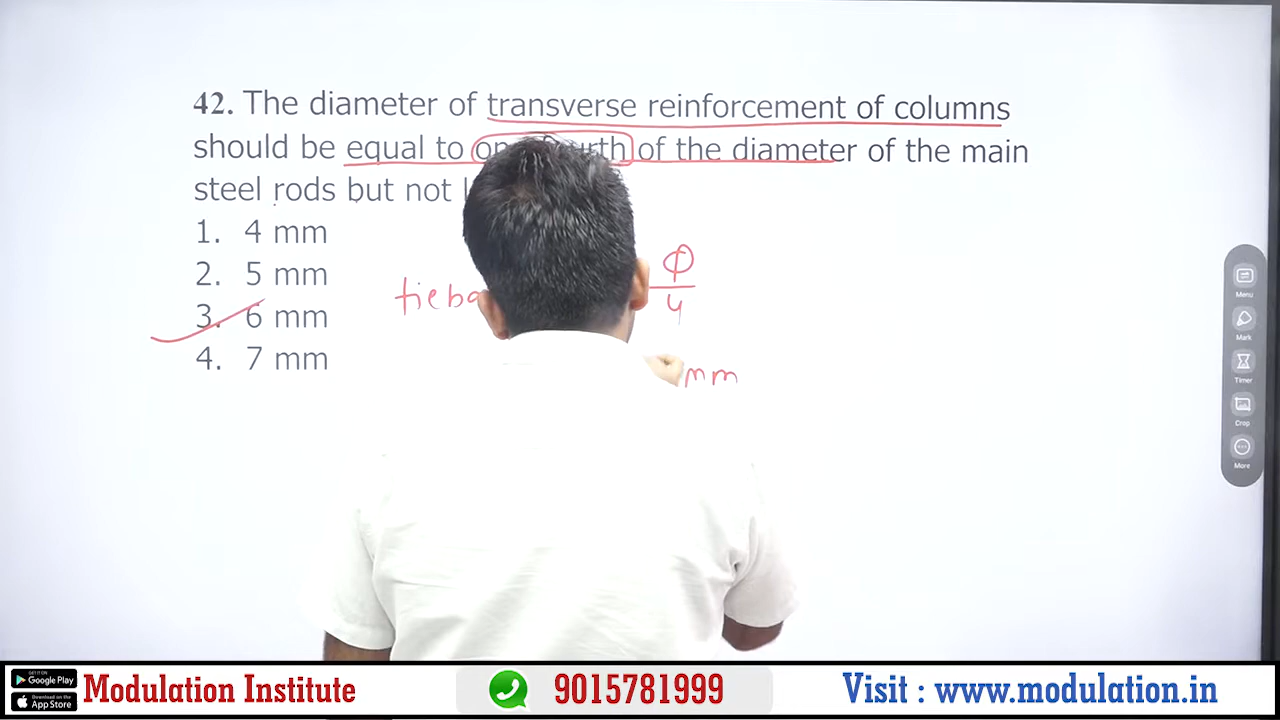 42. The diameter of transverse reinforcement of columns
should be equal to of the diameter of the main
steel rods but not
1. 4 mm
2. 5 mm
3. 6 mm
4. 7 mm
Φ
4
mm
Menu
Mark
Timer
Crop
More
GET IT ON
Google Play
Download on the
App Store
Modulation Institute
9015781999
Visit : www.modulation.in